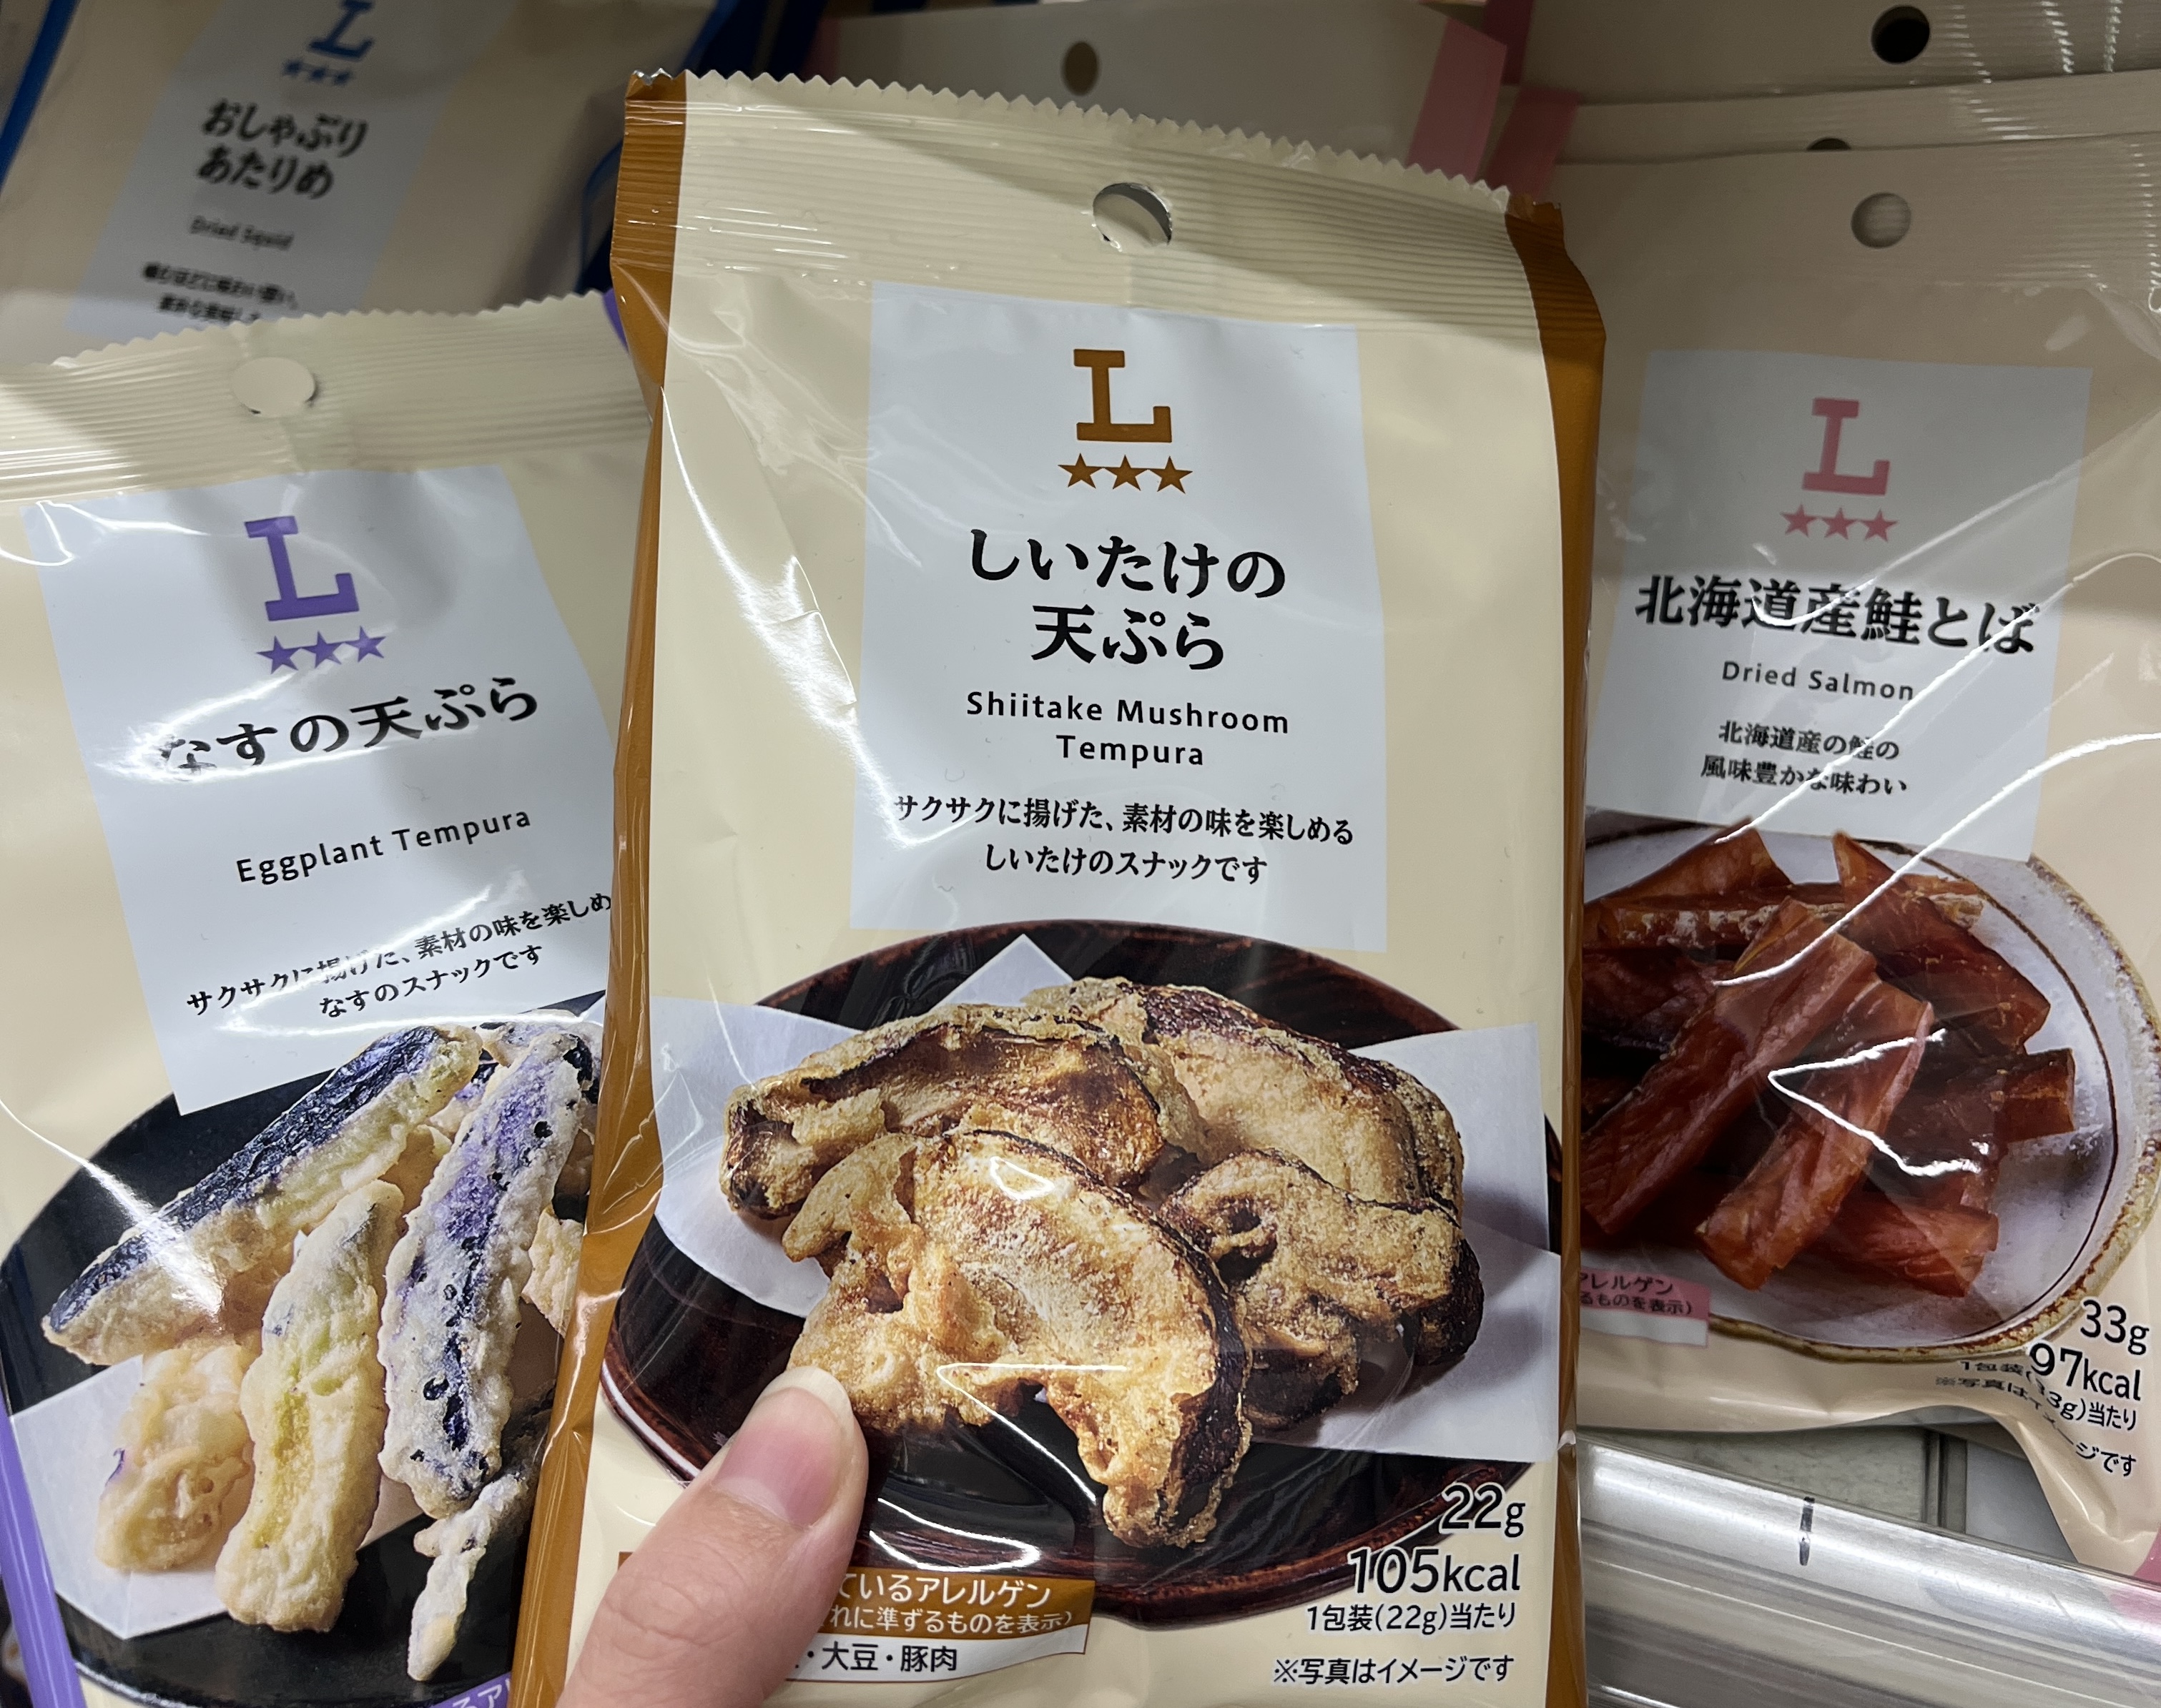 L
おしゃぶり
あたりめ
Dried Squid
L
なすの天ぷら
Eggplant Tempura
サクサクに揚げた、素材の味を楽しめ
なすのスナックです
L
しいたけの
天ぷら
Shiitake Mushroom
Tempura
サクサクに揚げた、素材の味を楽しめる
しいたけのスナックです
ているアレルゲン
れに準ずるものを表示)
・大豆・豚肉
22g
105kcal
1包装(22g)当たり
※写真はイメージです
L
北海道産鮭とば
Dried Salmon
北海道産の鮭の
風味豊かな味わい
アレルゲン
るものを表示)
33g
97kcal